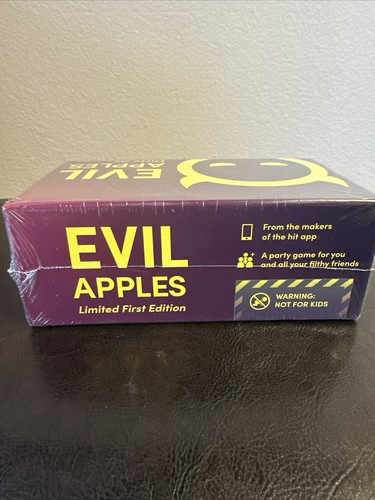 EVIL
APPLES
EVIL
APPLES
Limited First Edition
From the makers
of the hit app
A party game for you
and all your filthy friends
WARNING:
NOT FOR KIDS